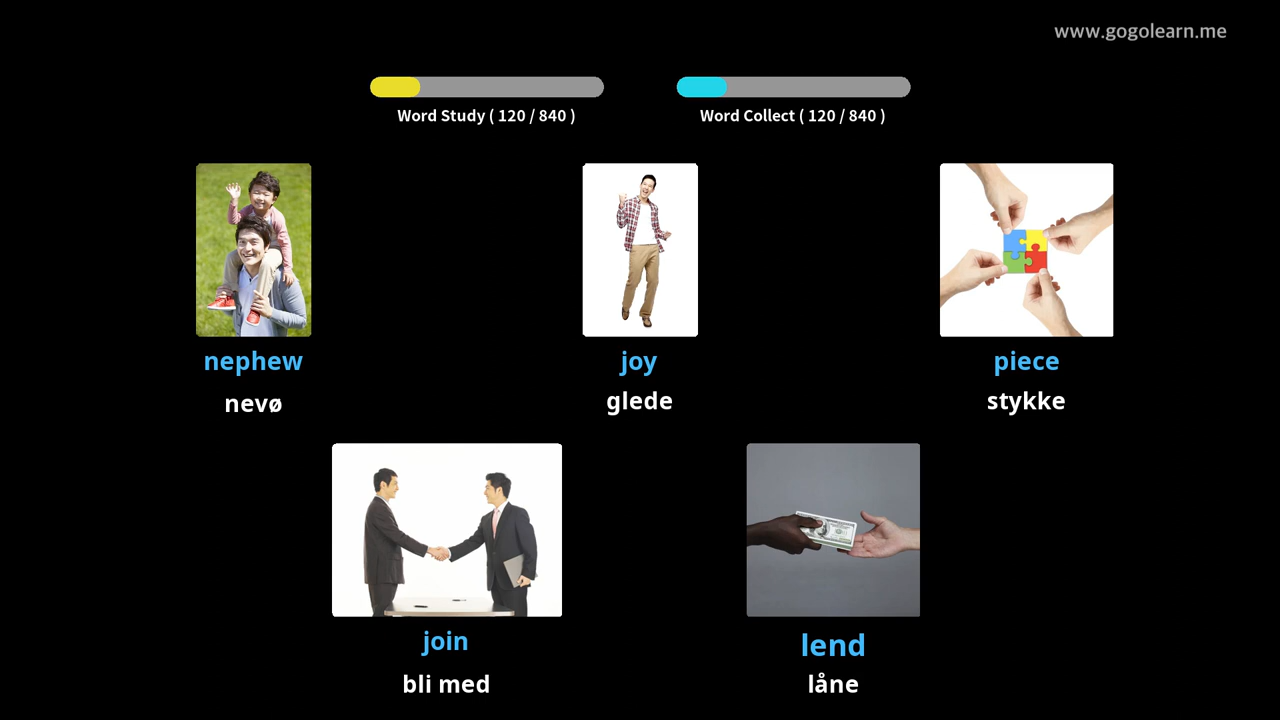 www.gogolearn.me
Word Study ( 120 / 840 )
Word Collect ( 120 / 840 )
nephew
nevø
joy
glede
piece
stykke
join
bli med
lend
låne